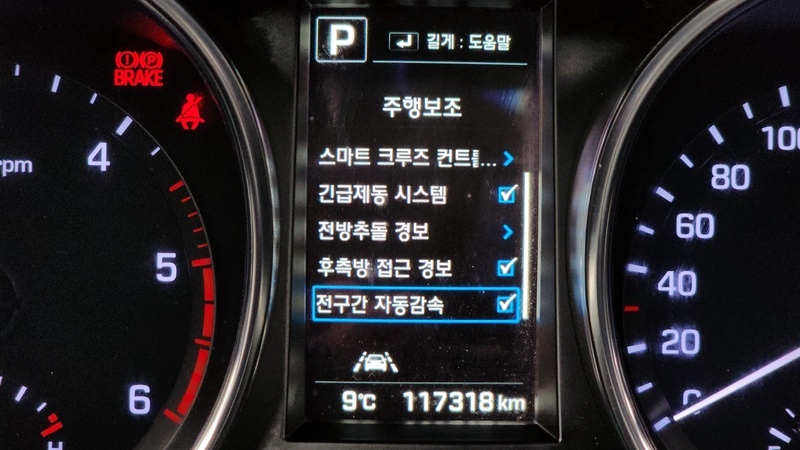 P
길게 : 도움말
BRAKE
주행보조
스마트 크루즈 컨트롤...
긴급제동 시스템
전방추돌 경보
후측방 접근 경보
전구간 자동감속
9℃ 117318 km
rpm
4
5
6
H
100
80
60
40
20
0